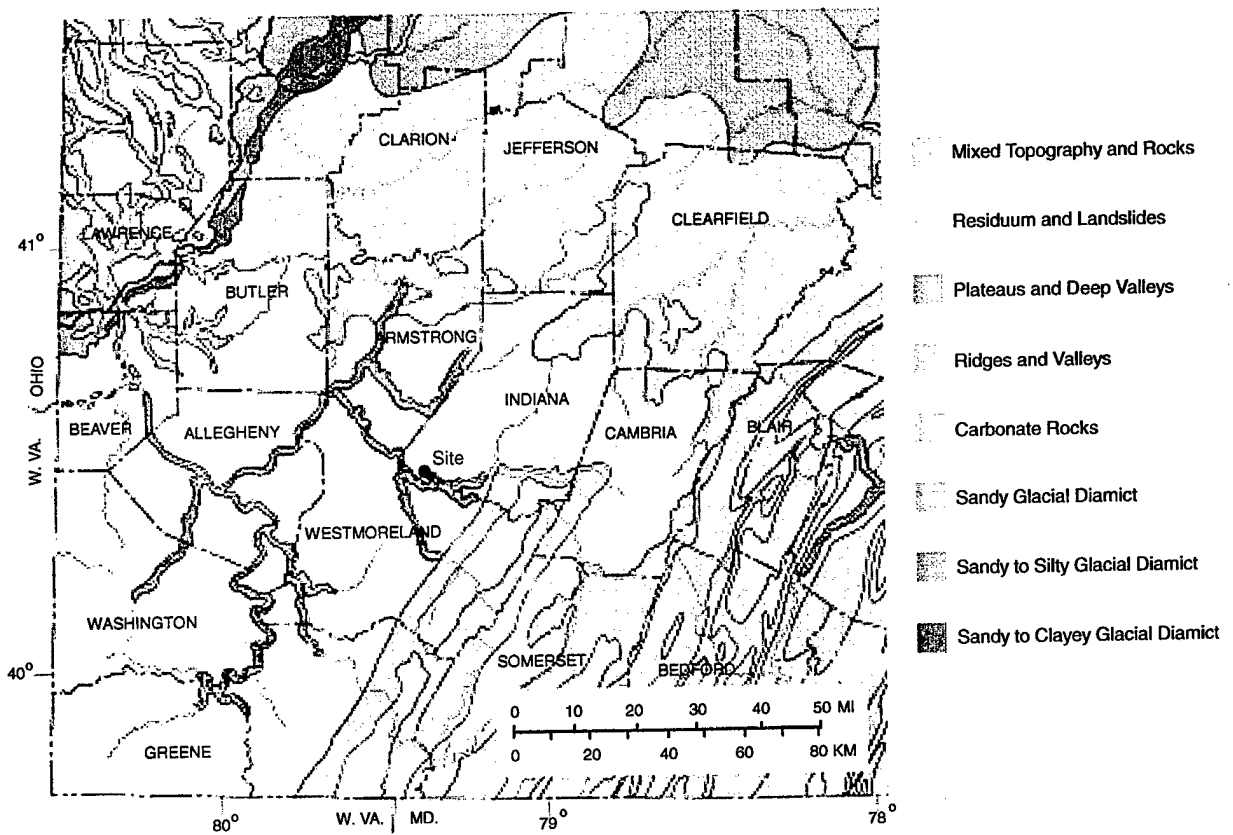 CLARION
JEFFERSON
CLEARFIELD
LAWRENCE
41°
BUTLER
ARMSTRONG
OHIO
W. VA.
INDIANA
BEAVER
ALLEGHENY
CAMBRIA
BLAIR
Site
WESTMORELAND
WASHINGTON
40°
SOMERSET
BEDFORD
GREENE
0 10 20 30 40 50 MI
0 20 40 60 80 KM
80°
W. VA.
MD.
79°
78°
Mixed Topography and Rocks
Residuum and Landslides
Plateaus and Deep Valleys
Ridges and Valleys
Carbonate Rocks
Sandy Glacial Diamict
Sandy to Silty Glacial Diamict
Sandy to Clayey Glacial Diamict